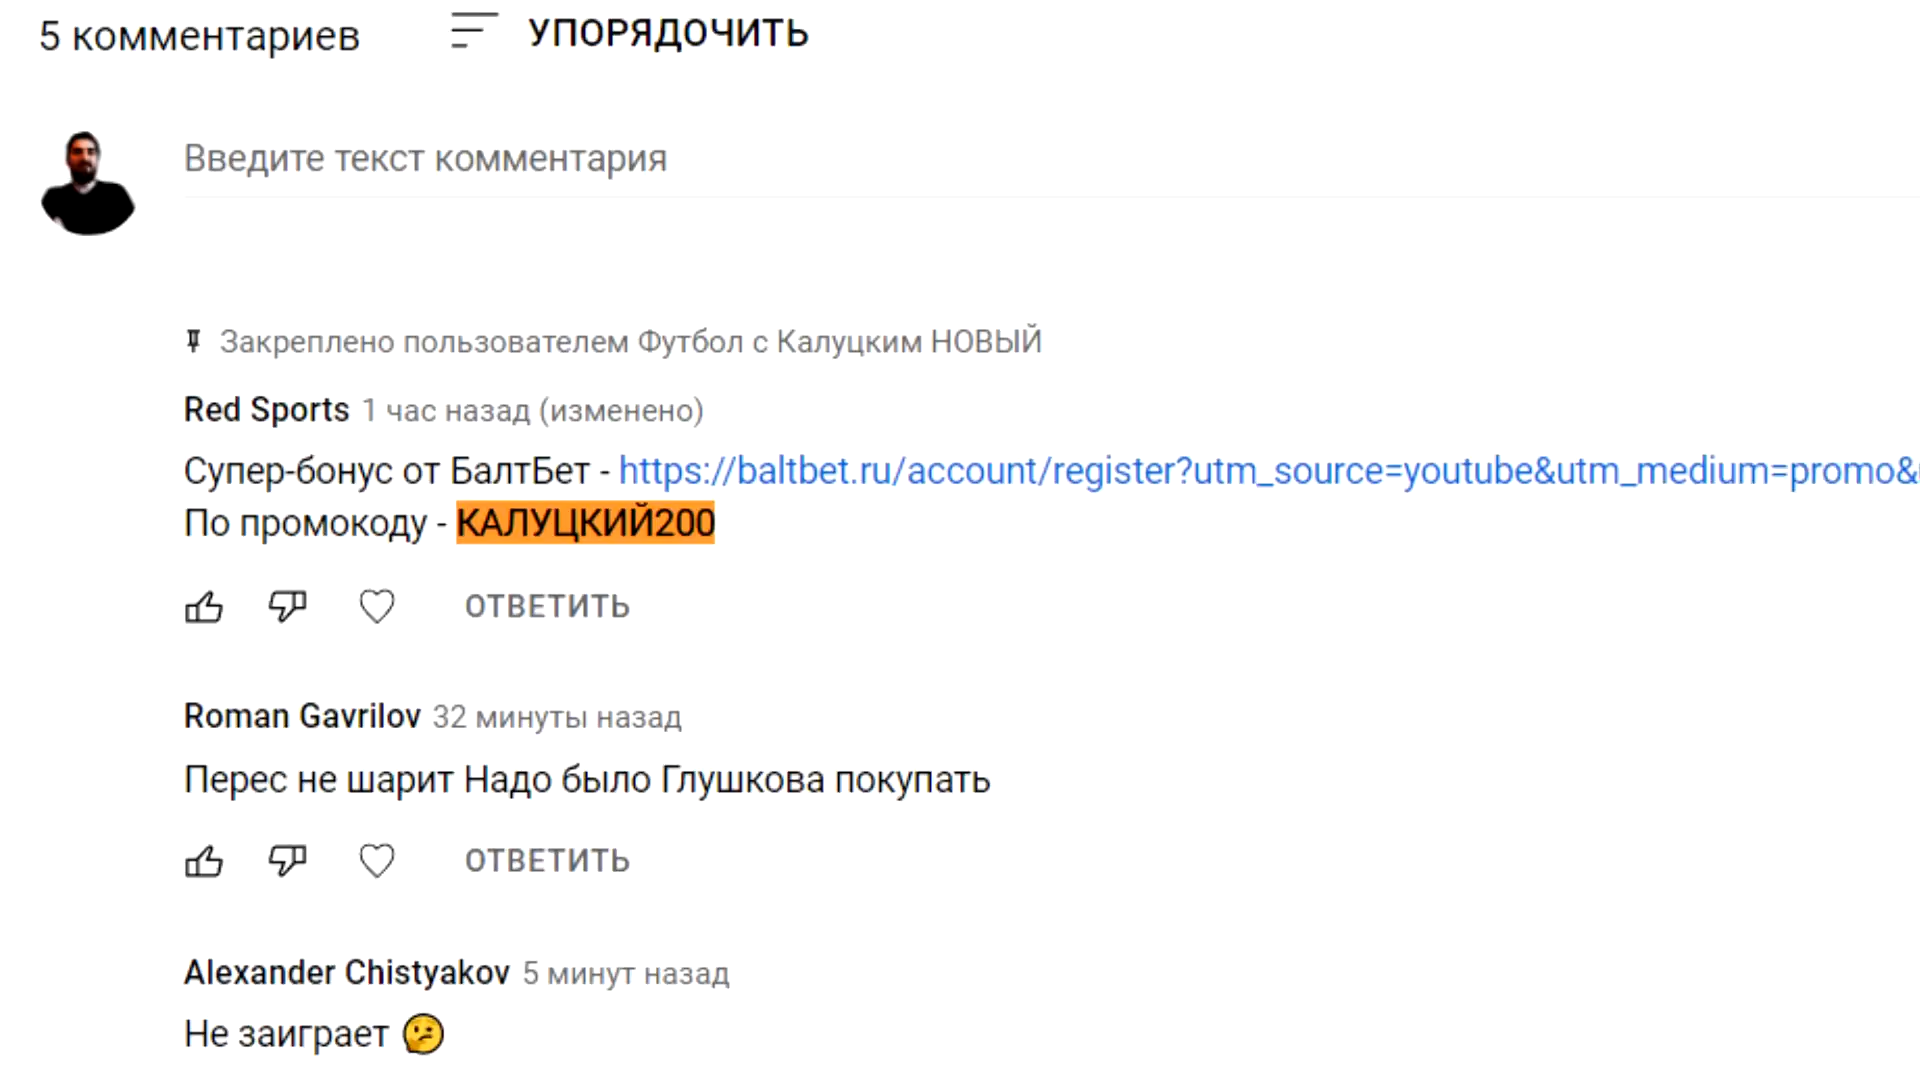 5 комментариев УПОРЯДОЧИТЬ
Введите текст комментария
Закреплено пользователем Футбол с Калуцким НОВЫЙ
Red Sports 1 час назад (изменено)
Супер-бонус от БалтБет - https://baltbet.ru/account/register?utm_source=youtube&utm_medium=promo&
По промокоду - КАЛУЦКИЙ200
ОТВЕТИТЬ
Roman Gavrilov 32 минуты назад
Перес не шарит Надо было Глушкова покупать
ОТВЕТИТЬ
Alexander Chistyakov 5 минут назад
Не заиграет